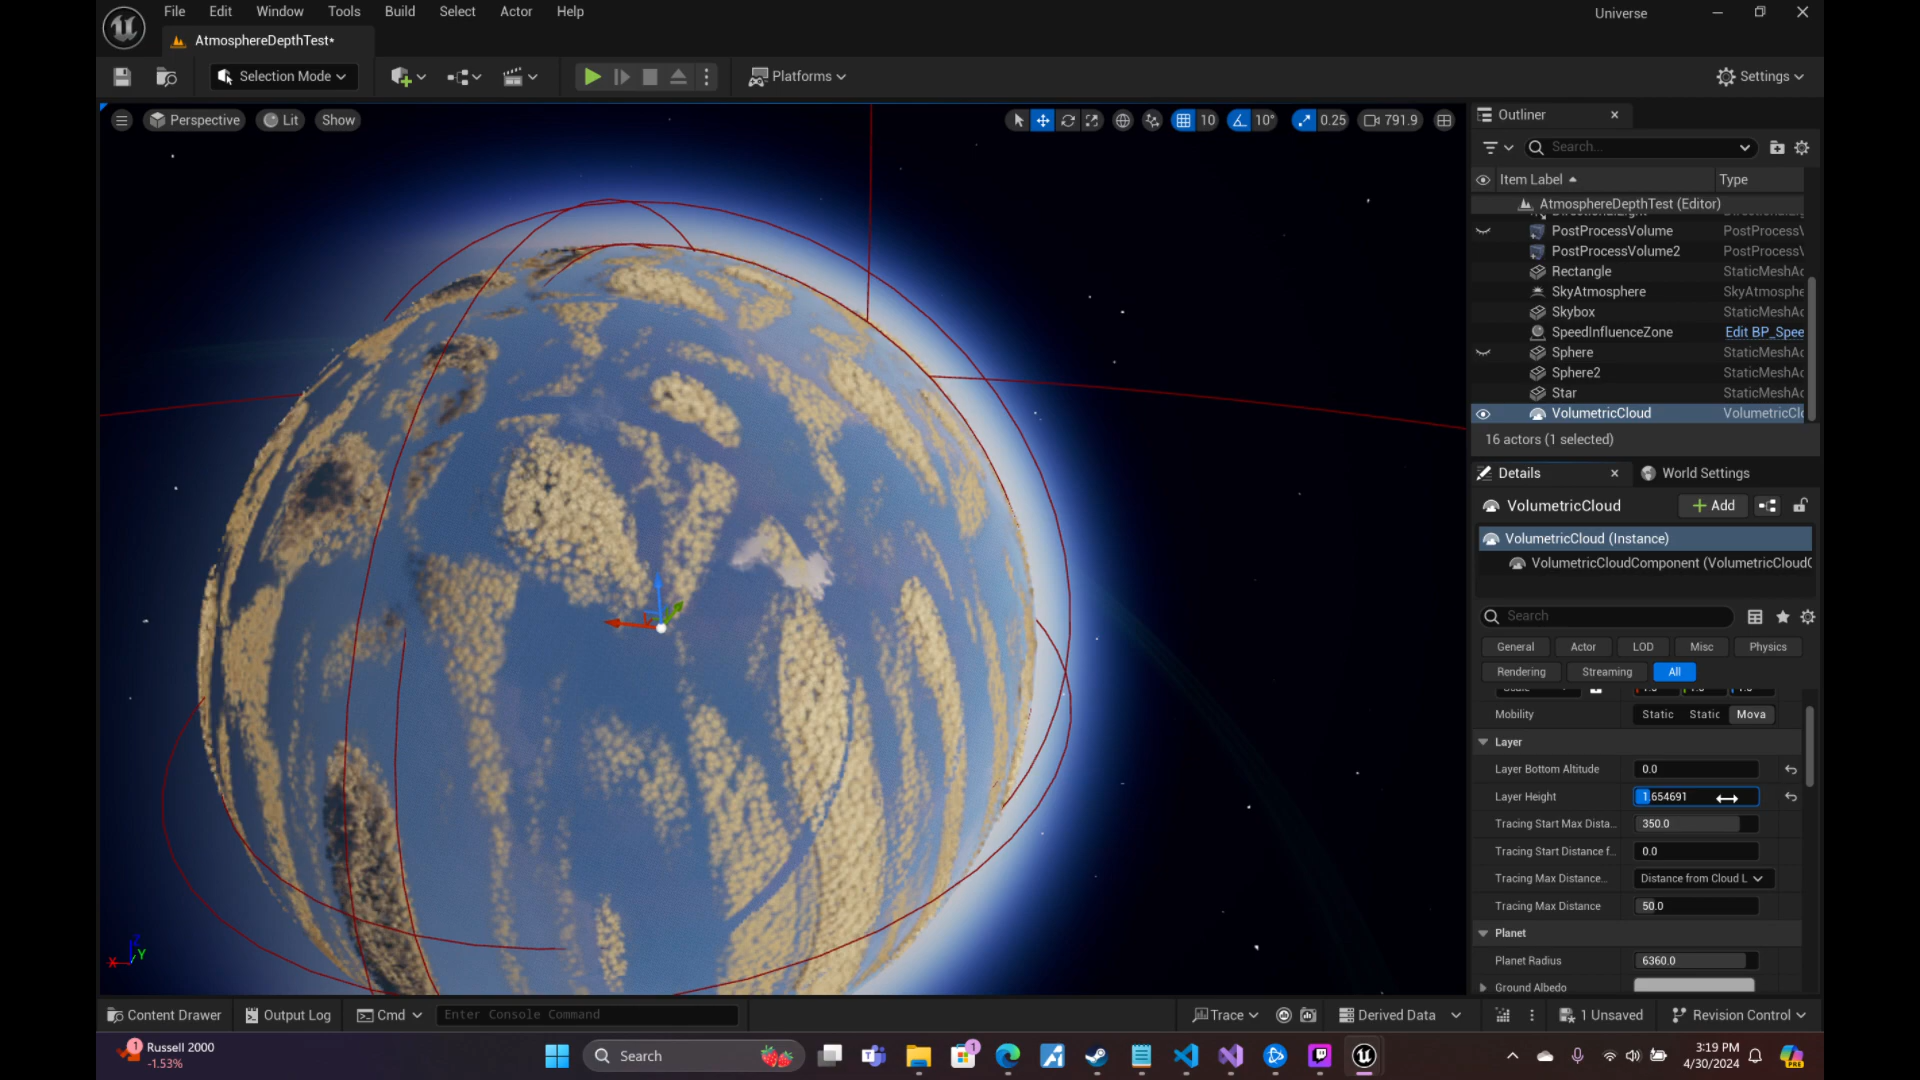 File Edit Window Tools Build Select Actor Help
Universe
AtmosphereDepthTest*
Selection Mode
Platforms
Settings
Perspective Lit Show
10 10° 0.25 791.9
Outliner
Search...
Item Label Type
AtmosphereDepthTest (Editor)
PostProcessVolume PostProcessV
PostProcessVolume2 PostProcessV
Rectangle StaticMeshAc
SkyAtmosphere SkyAtmosphe
Skybox StaticMeshAc
SpeedInfluenceZone Edit BP_Spee
Sphere StaticMeshAc
Sphere2 StaticMeshAc
Star StaticMeshAc
VolumetricCloud VolumetricClo
16 actors (1 selected)
Details World Settings
VolumetricCloud
Add
VolumetricCloud (Instance)
VolumetricCloudComponent (VolumetricCloudC
Search
General Actor LOD Misc Physics
Rendering Streaming All
Mobility Static Static Mova
Layer
Layer Bottom Altitude 0.0
Layer Height 1.654691
Tracing Start Max Dista... 350.0
Tracing Start Distance f... 0.0
Tracing Max Distance... Distance from Cloud L
Tracing Max Distance 50.0
Planet
Planet Radius 6360.0
Ground Albedo
X Z Y
Content Drawer Output Log Cmd Enter Console Command
Trace Derived Data 1 Unsaved Revision Control
1
Russell 2000
-1.53%
Search
1
3:19 PM
4/30/2024
PRE